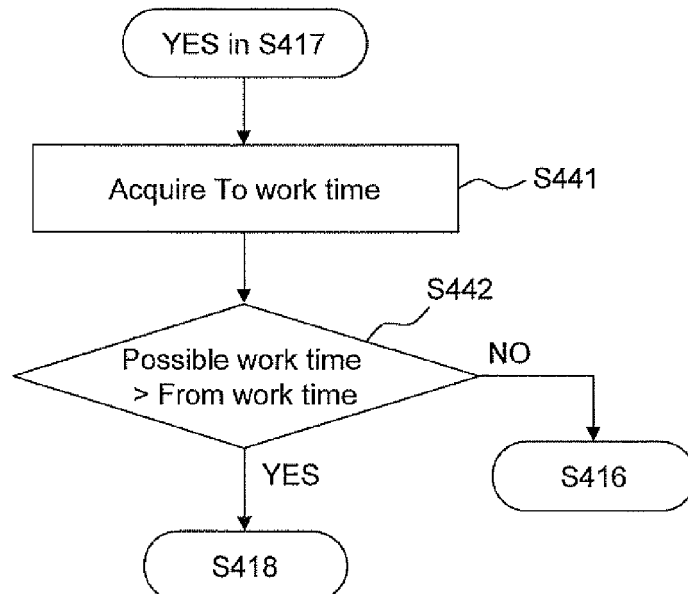 YES in S417
Acquire To work time
S441
S442
Possible work time
> From work time
NO
YES
S416
S418